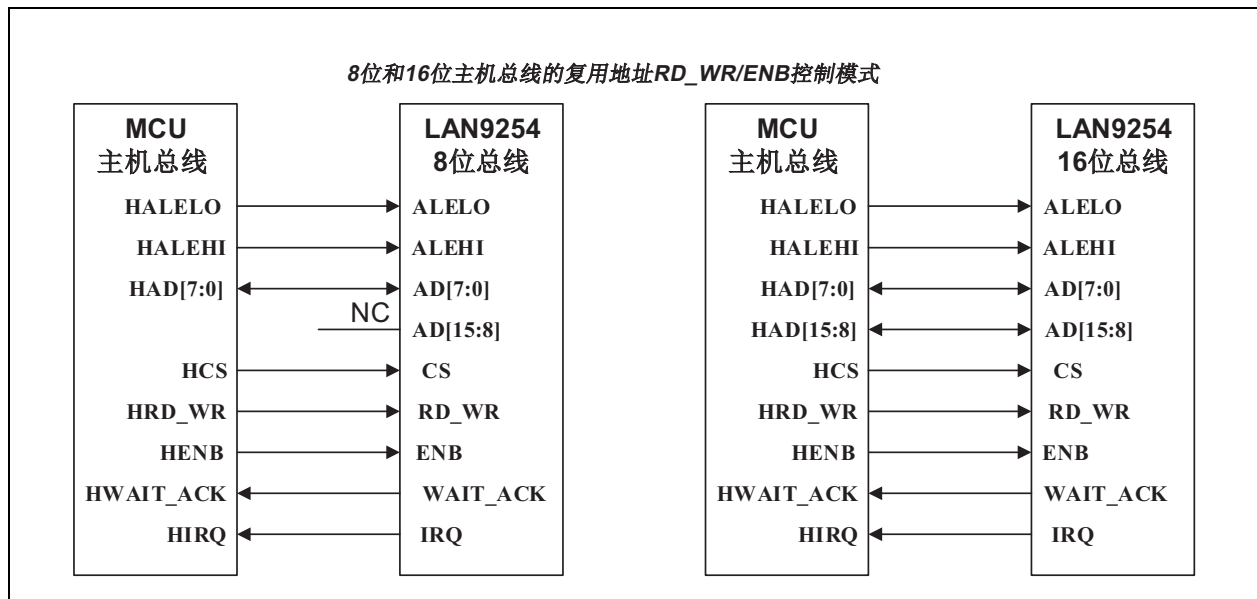 8位和16位主机总线的复用地址RD_WR/ENB控制模式
MCU
主机总线
HALELO
HALEHI
HAD[7:0]
HCS
HRD_WR
HENB
HWAIT_ACK
HIRQ
NC
LAN9254
8位总线
ALELO
ALEHI
AD[7:0]
AD[15:8]
CS
RD_WR
ENB
WAIT_ACK
IRQ
MCU
主机总线
HALELO
HALEHI
HAD[7:0]
HAD[15:8]
HCS
HRD_WR
HENB
HWAIT_ACK
HIRQ
LAN9254
16位总线
ALELO
ALEHI
AD[7:0]
AD[15:8]
CS
RD_WR
ENB
WAIT_ACK
IRQ